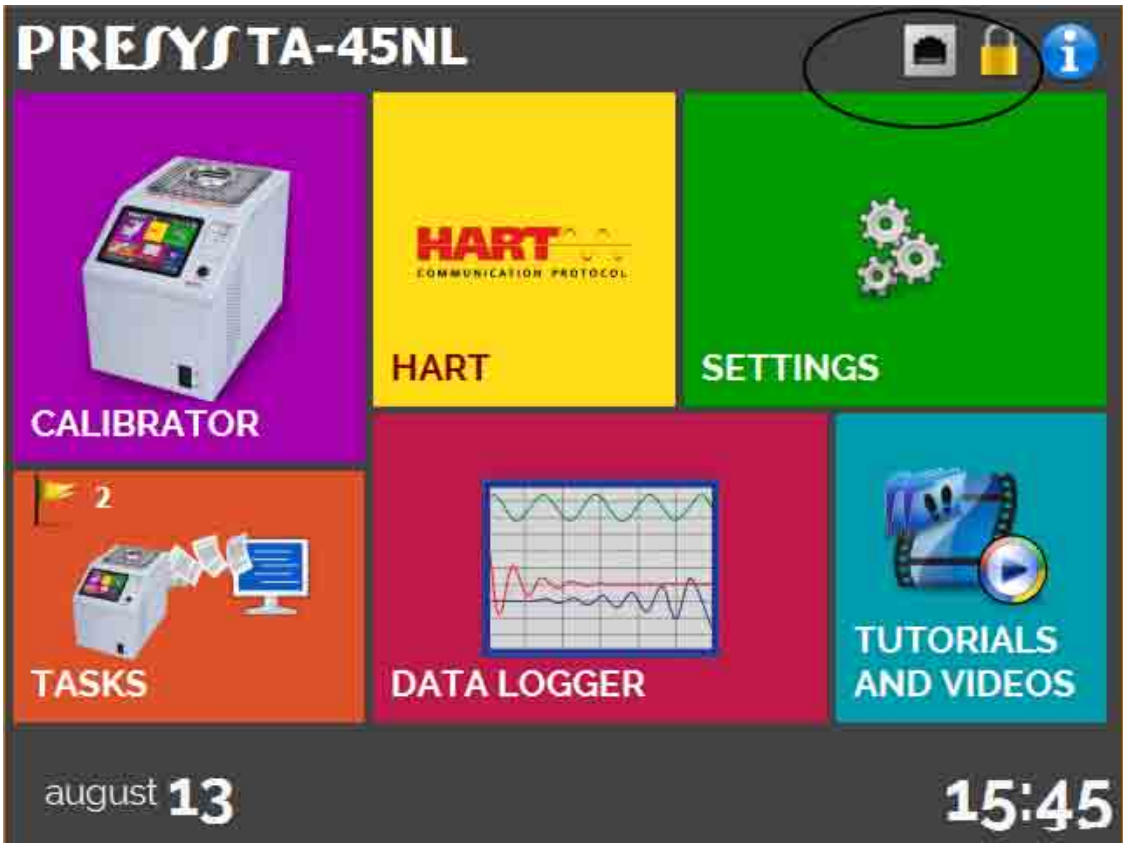 PRESYS TA-45NL
CALIBRATOR
HART
COMMUNICATION PROTOCOL
HART
SETTINGS
2
TASKS
DATA LOGGER
TUTORIALS
AND VIDEOS
august 13
15:45